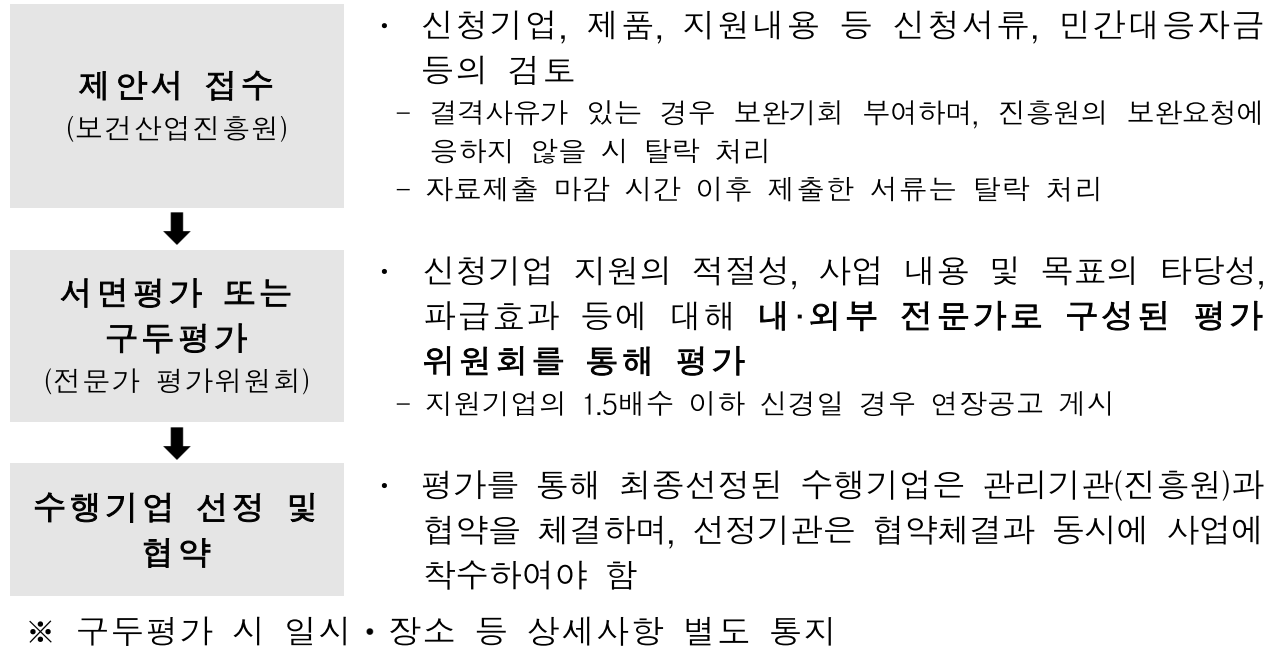 제안서 접수
(보건산업진흥원)
· 신청기업, 제품, 지원내용 등 신청서류, 민간대응자금
등의 검토
- 결격사유가 있는 경우 보완기회 부여하며, 진흥원의 보완요청에
응하지 않을 시 탈락 처리
- 자료제출 마감 시간 이후 제출한 서류는 탈락 처리
서면평가 또는
구두평가
(전문가 평가위원회)
· 신청기업 지원의 적절성, 사업 내용 및 목표의 타당성,
파급효과 등에 대해 내·외부 전문가로 구성된 평가
위원회를 통해 평가
- 지원기업의 1.5배수 이하 신경일 경우 연장공고 게시
수행기업 선정 및
협약
· 평가를 통해 최종선정된 수행기업은 관리기관(진흥원)과
협약을 체결하며, 선정기관은 협약체결과 동시에 사업에
착수하여야 함
※ 구두평가 시 일시·장소 등 상세사항 별도 통지